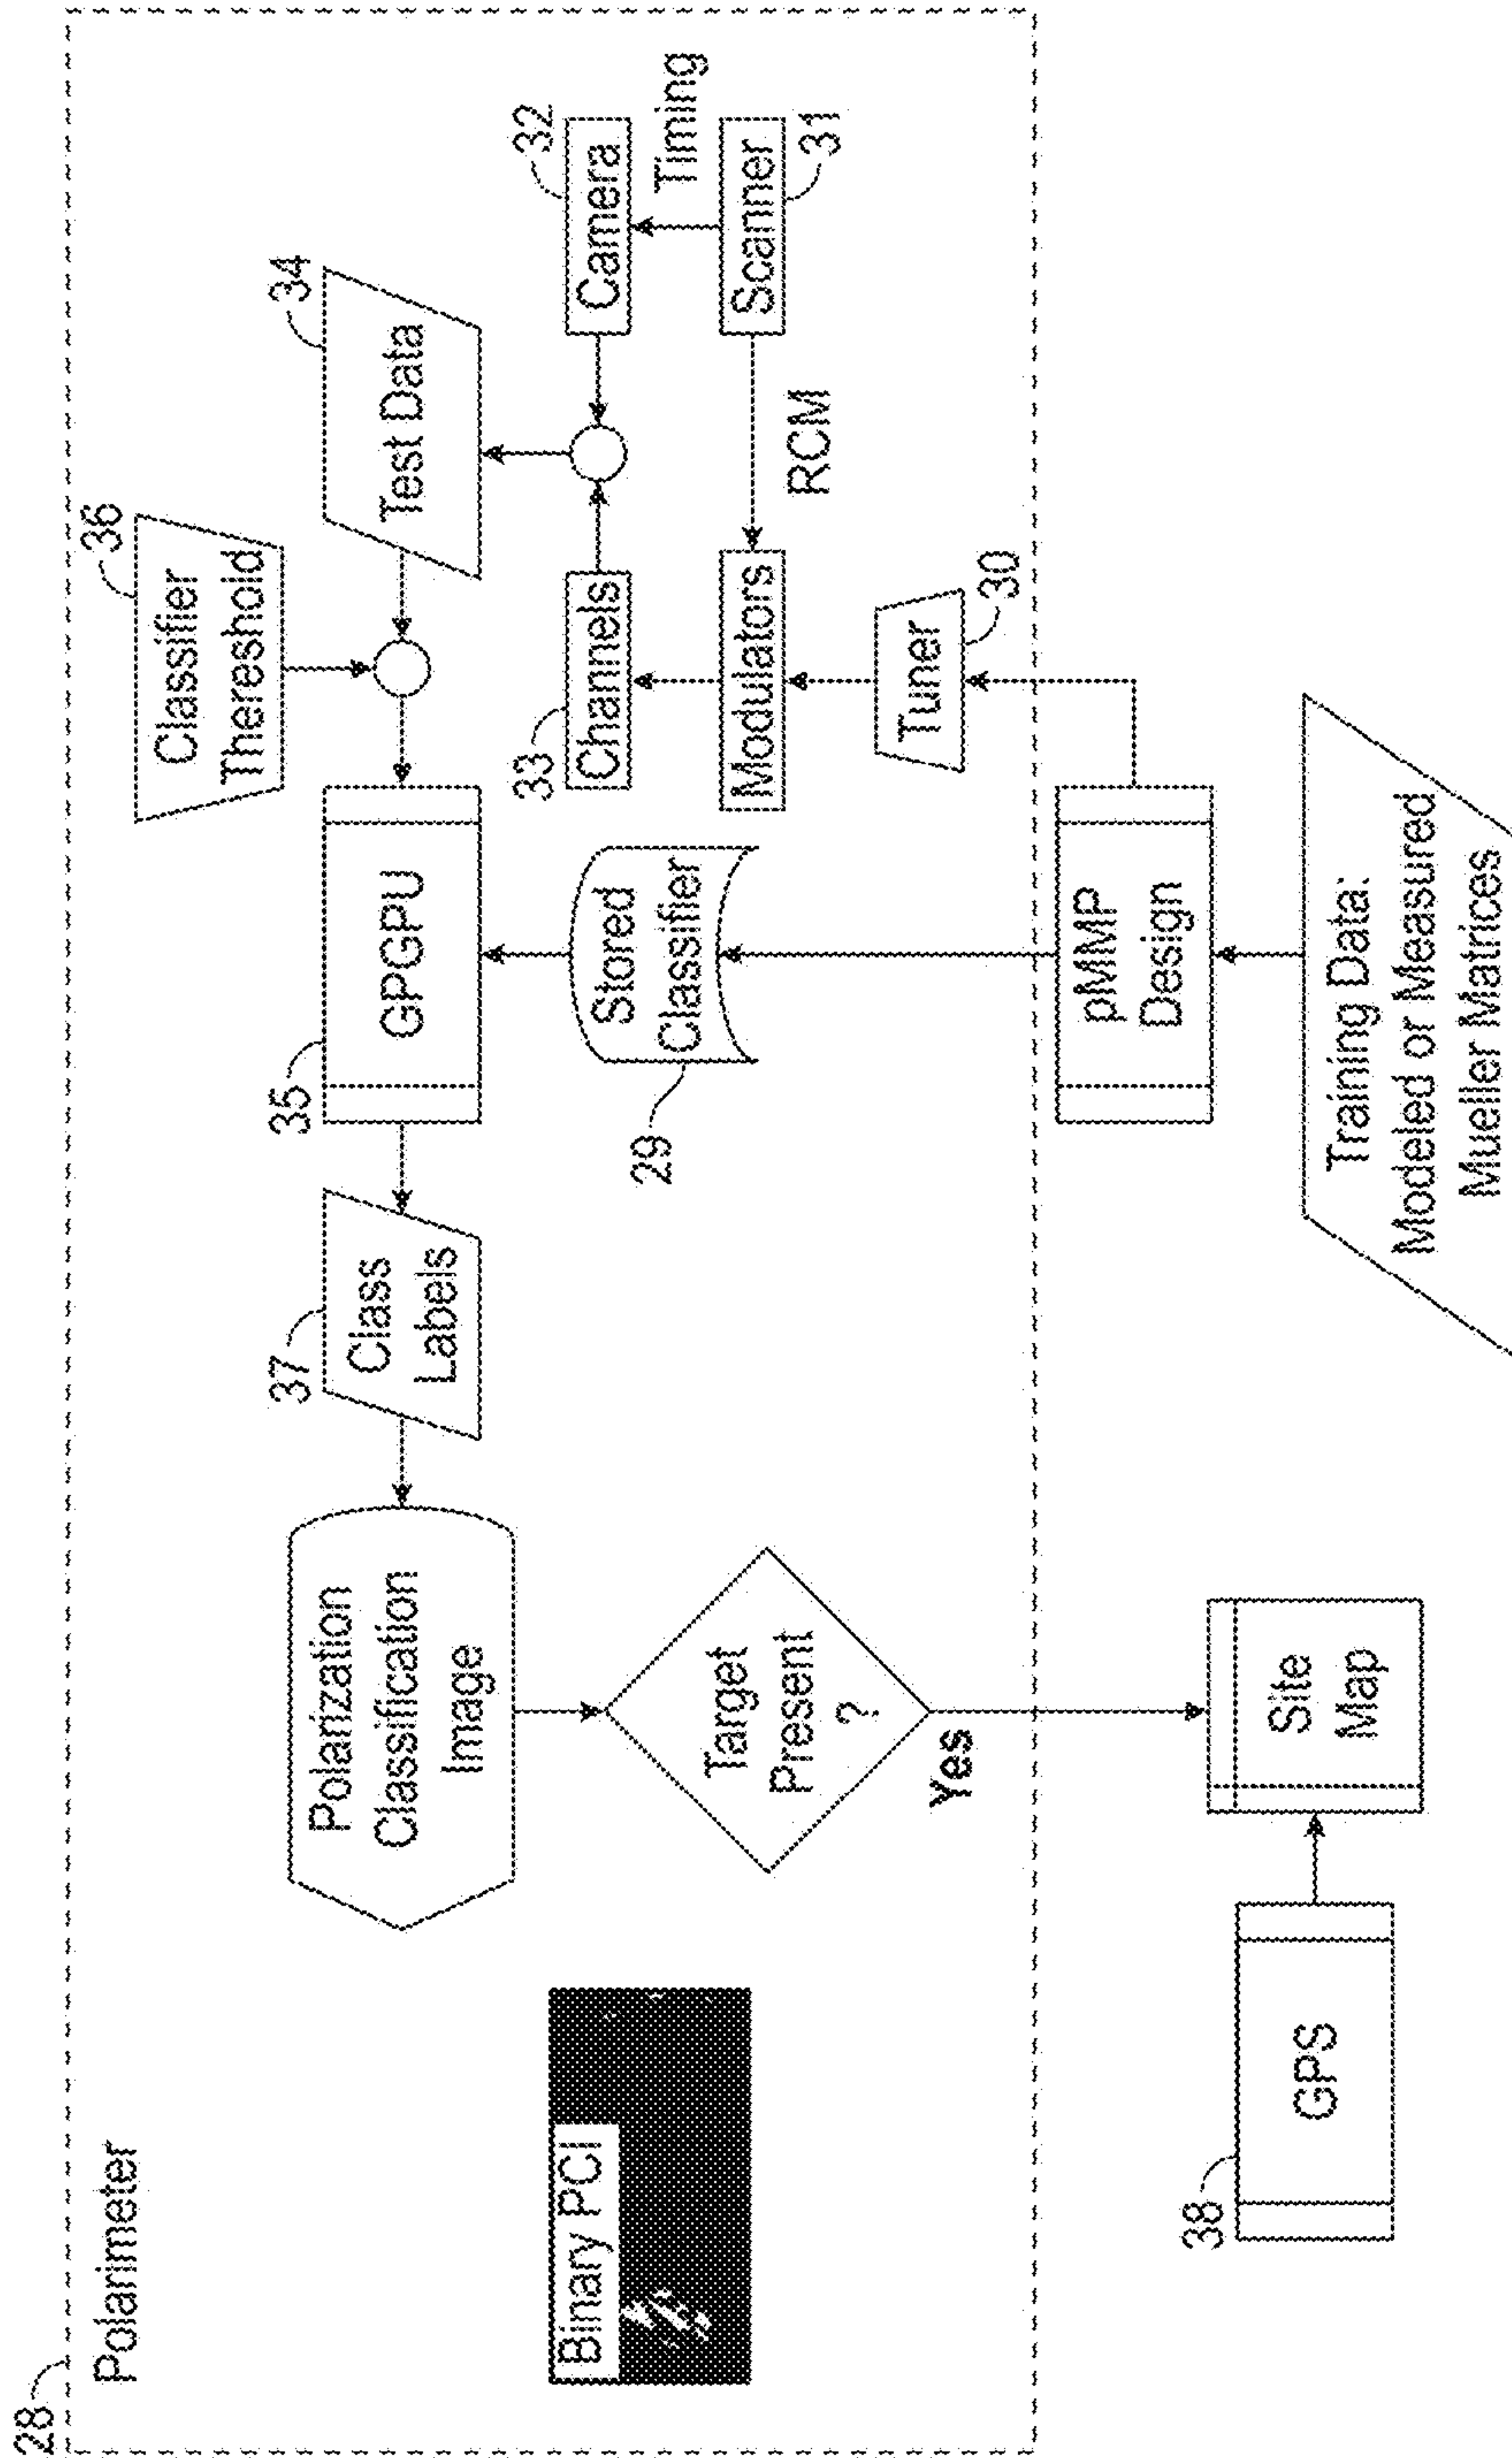 28
Polarimeter
36
Classifier
Thereshold
37
35
34
Polarization
Classification
Image
Class
Labels
GPGPU
Test Data
33
32
Channels
Camera
Binary PCI
Target
Present
?
29
Stored
Classifier
Timing
Modulators
Scanner
RCM
31
Tuner
30
Yes
38
GPS
Site
Map
pMMP
Design
Training Data:
Modeled or Measured
Mueller Matrices